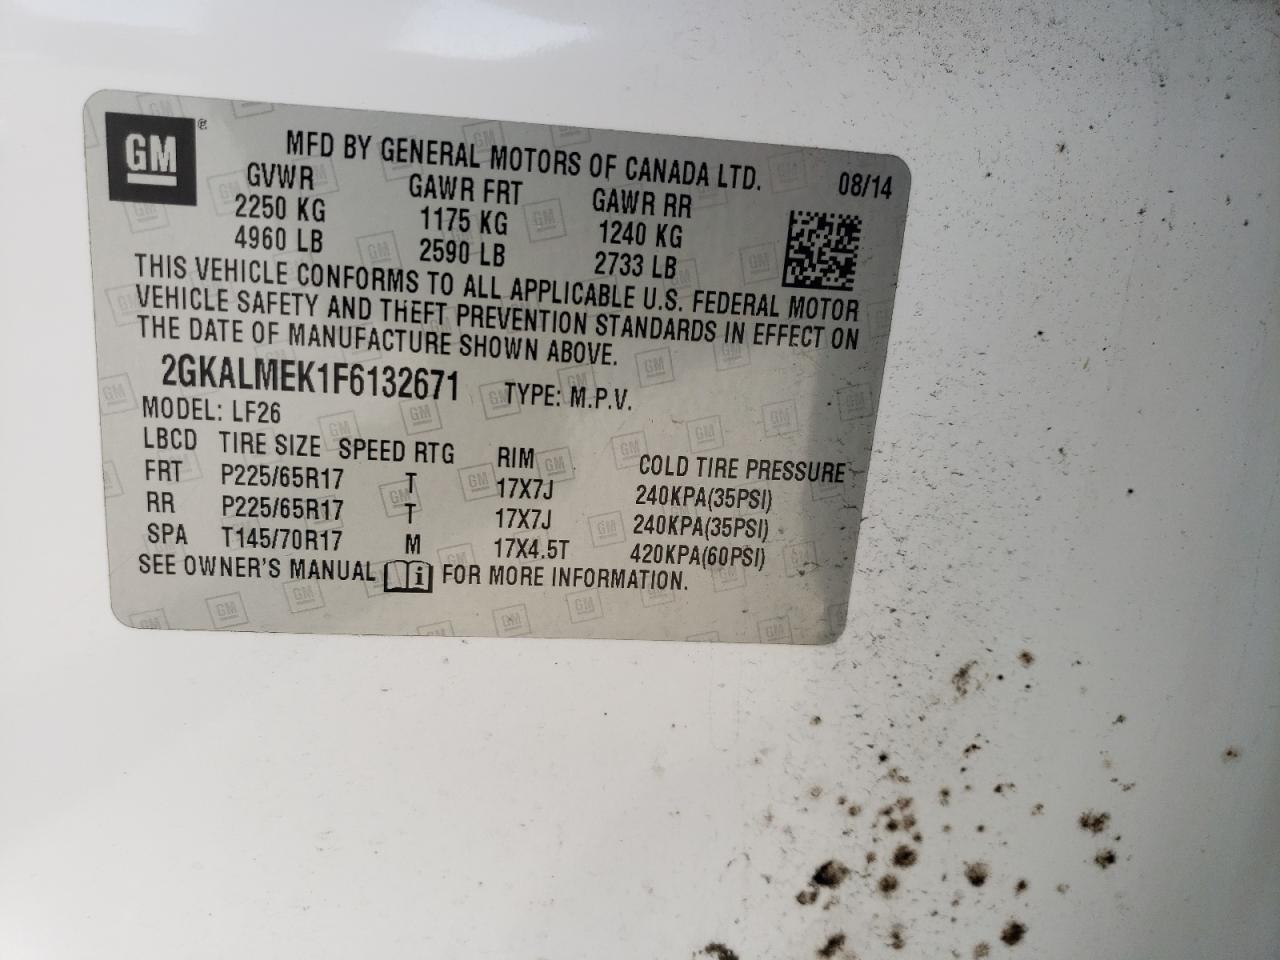 GM ®
MFD BY GENERAL MOTORS OF CANADA LTD.
08/14
GVWR GAWR FRT GAWR RR
2250 KG 1175 KG 1240 KG
4960 LB 2590 LB 2733 LB
THIS VEHICLE CONFORMS TO ALL APPLICABLE U.S. FEDERAL MOTOR
VEHICLE SAFETY AND THEFT PREVENTION STANDARDS IN EFFECT ON
THE DATE OF MANUFACTURE SHOWN ABOVE.
2GKALMEK1F6132671 TYPE: M.P.V.
MODEL: LF26
LBCD TIRE SIZE SPEED RTG RIM COLD TIRE PRESSURE
FRT P225/65R17 T 17X7J 240KPA(35PSI)
RR P225/65R17 T 17X7J 240KPA(35PSI)
SPA T145/70R17 M 17X4.5T 420KPA(60PSI)
SEE OWNER'S MANUAL i FOR MORE INFORMATION.